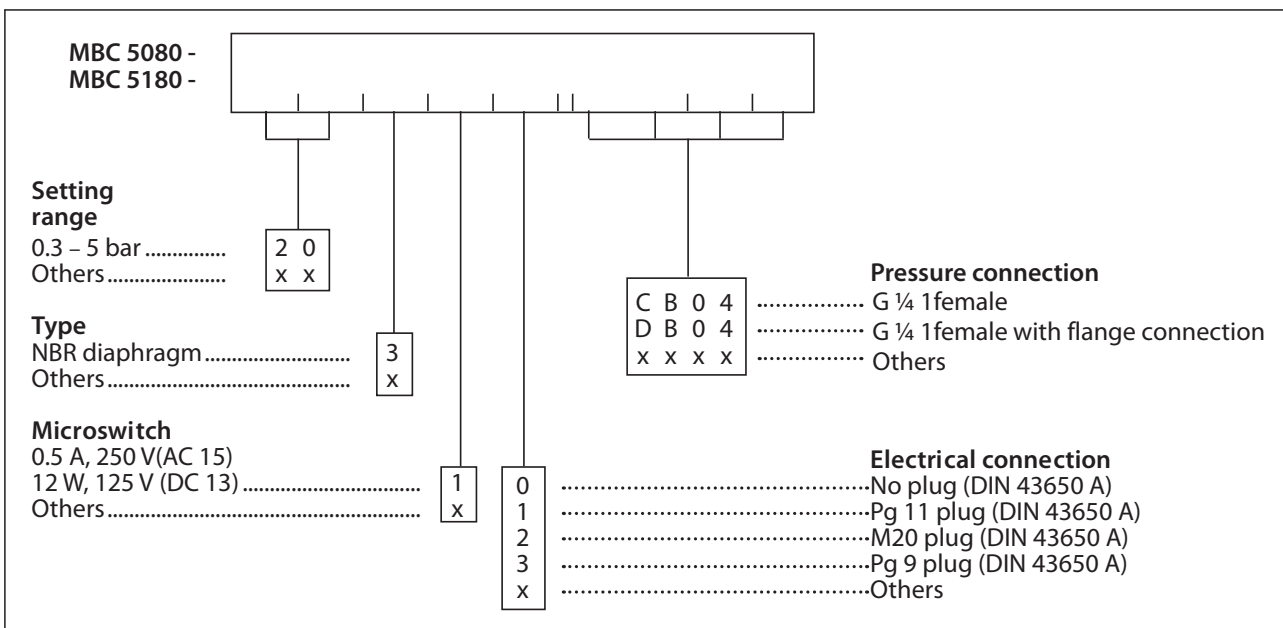 MBC 5080 -
MBC 5180 -
Setting
range
0.3 – 5 bar ............... 2 0
Others ...................... x x
Type
NBR diaphragm ........................... 3
Others ............................................ x
Microswitch
0.5 A, 250 V(AC 15)
12 W, 125 V (DC 13) ................................. 1
Others ......................................................... x
Pressure connection
C B 0 4 ................ G ¼ 1female
D B 0 4 ................ G ¼ 1female with flange connection
x x x x ................ Others
Electrical connection
0 ..............................................No plug (DIN 43650 A)
1 ..............................................Pg 11 plug (DIN 43650 A)
2 ..............................................M20 plug (DIN 43650 A)
3 ..............................................Pg 9 plug (DIN 43650 A)
x ..............................................Others